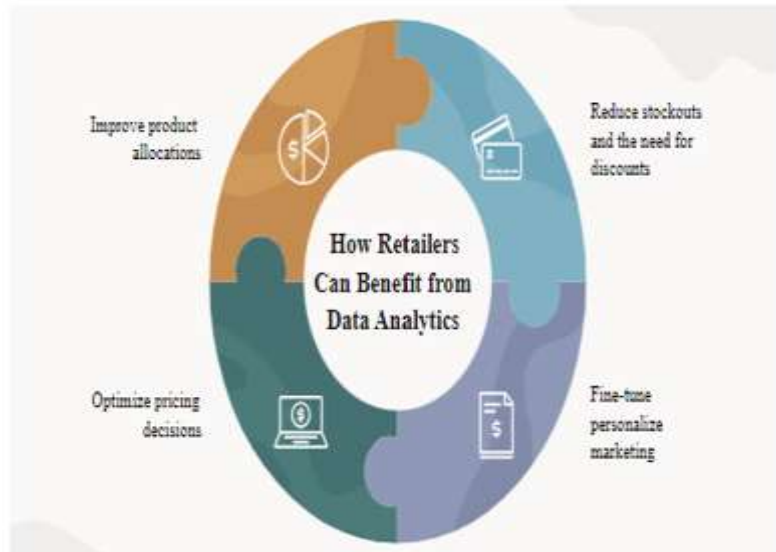 Improve product
allocations
Reduce stockouts
and the need for
discounts
How Retailers
Can Benefit from
Data Analytics
Optimize pricing
decisions
Fine-tune
personalize
marketing
$
$
$